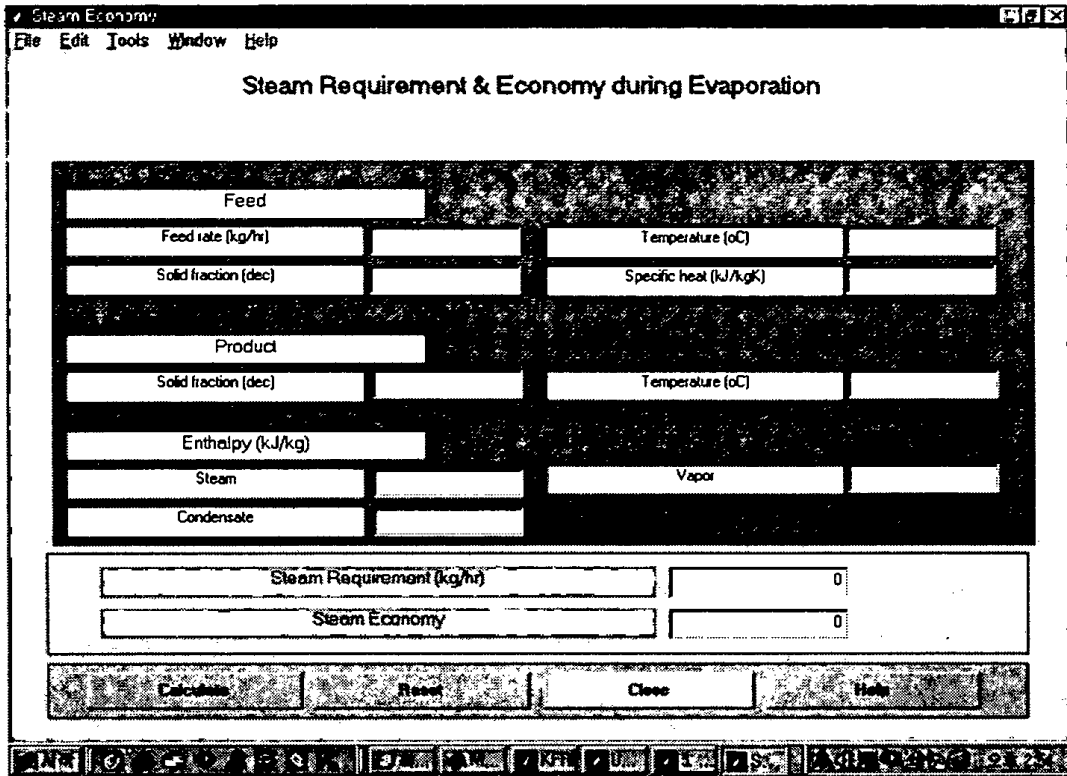 Steam Economy
File Edit Tools Window Help
Steam Requirement & Economy during Evaporation
Feed
Feed rate (kg/hr) Temperature (oC)
Solid fraction (dec) Specific heat (kJ/kgK)
Product
Solid fraction (dec) Temperature (oC)
Enthalpy (kJ/kg)
Steam Vapor
Condensate
Steam Requirement (kg/hr) 0
Steam Economy 0
Calculate Reset Close Help